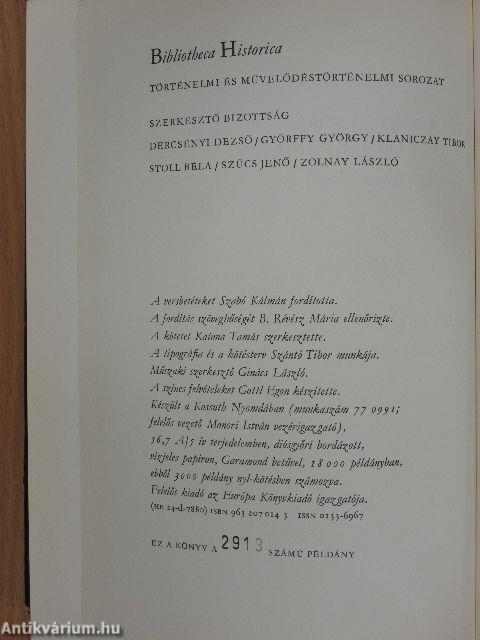 Bibliotheca Historica
TÖRTÉNELMI ÉS MŰVELŐDÉSTÖRTÉNELMI SOROZAT
SZERKESZTŐ BIZOTTSÁG
DERCSÉNYI DEZSŐ / GYÖRFFY GYÖRGY / KLANICZAY TIBOR
STOLL BÉLA / SZŰCS JENŐ / ZOLNAY LÁSZLÓ
A versbetéteket Szabó Kálmán fordította.
A fordítás szöveghűségét B. Révész Mária ellenőrizte.
A kötetet Katona Tamás szerkesztette.
A tipográfia és a kötésterv Szántó Tibor munkája.
Műszaki szerkesztő Ginács László.
A színes felvételeket Gottl Egon készítette.
Készült a Kossuth Nyomdában (munkaszám 77 0991;
felelős vezető Monori István vezérigazgató),
56,7 A/5 ív terjedelemben, diósgyőri bordázott,
vízjeles papíron, Garamond betűvel, 18 000 példányban,
ebből 3000 példány nyl-kötésben számozva.
Felelős kiadó az Európa Könyvkiadó igazgatója.
(HE 24-d-7880) ISBN 963 207 014 3 ISSN 0133-6967
EZ A KÖNYV A 2913 SZÁMÚ PÉLDÁNY
Antikvárium.hu